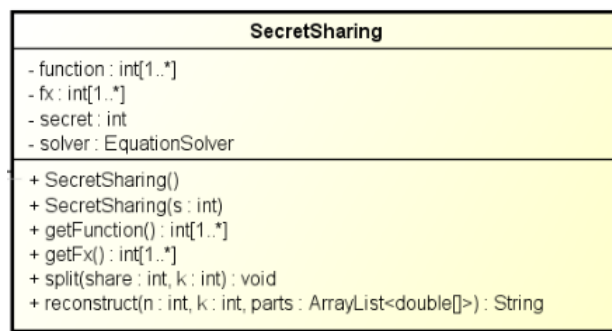 SecretSharing
- function : int[1..*]
- fx : int[1..*]
- secret : int
- solver : EquationSolver
+ SecretSharing()
+ SecretSharing(s : int)
+ getFunction() : int[1..*]
+ getFx() : int[1..*]
+ split(share : int, k : int) : void
+ reconstruct(n : int, k : int, parts : ArrayList<double[]>) : String